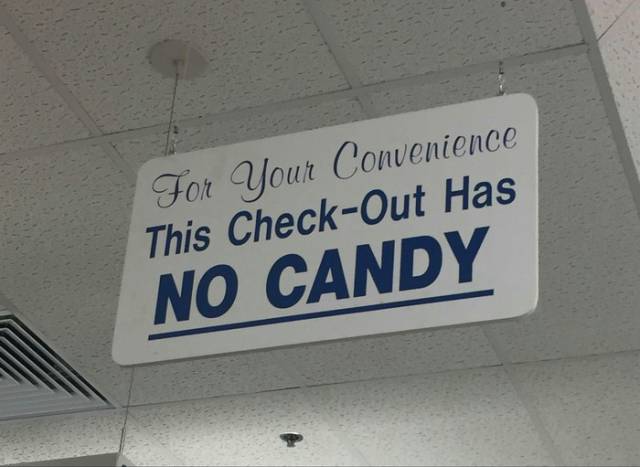 For Your Convenience
This Check-Out Has
NO CANDY